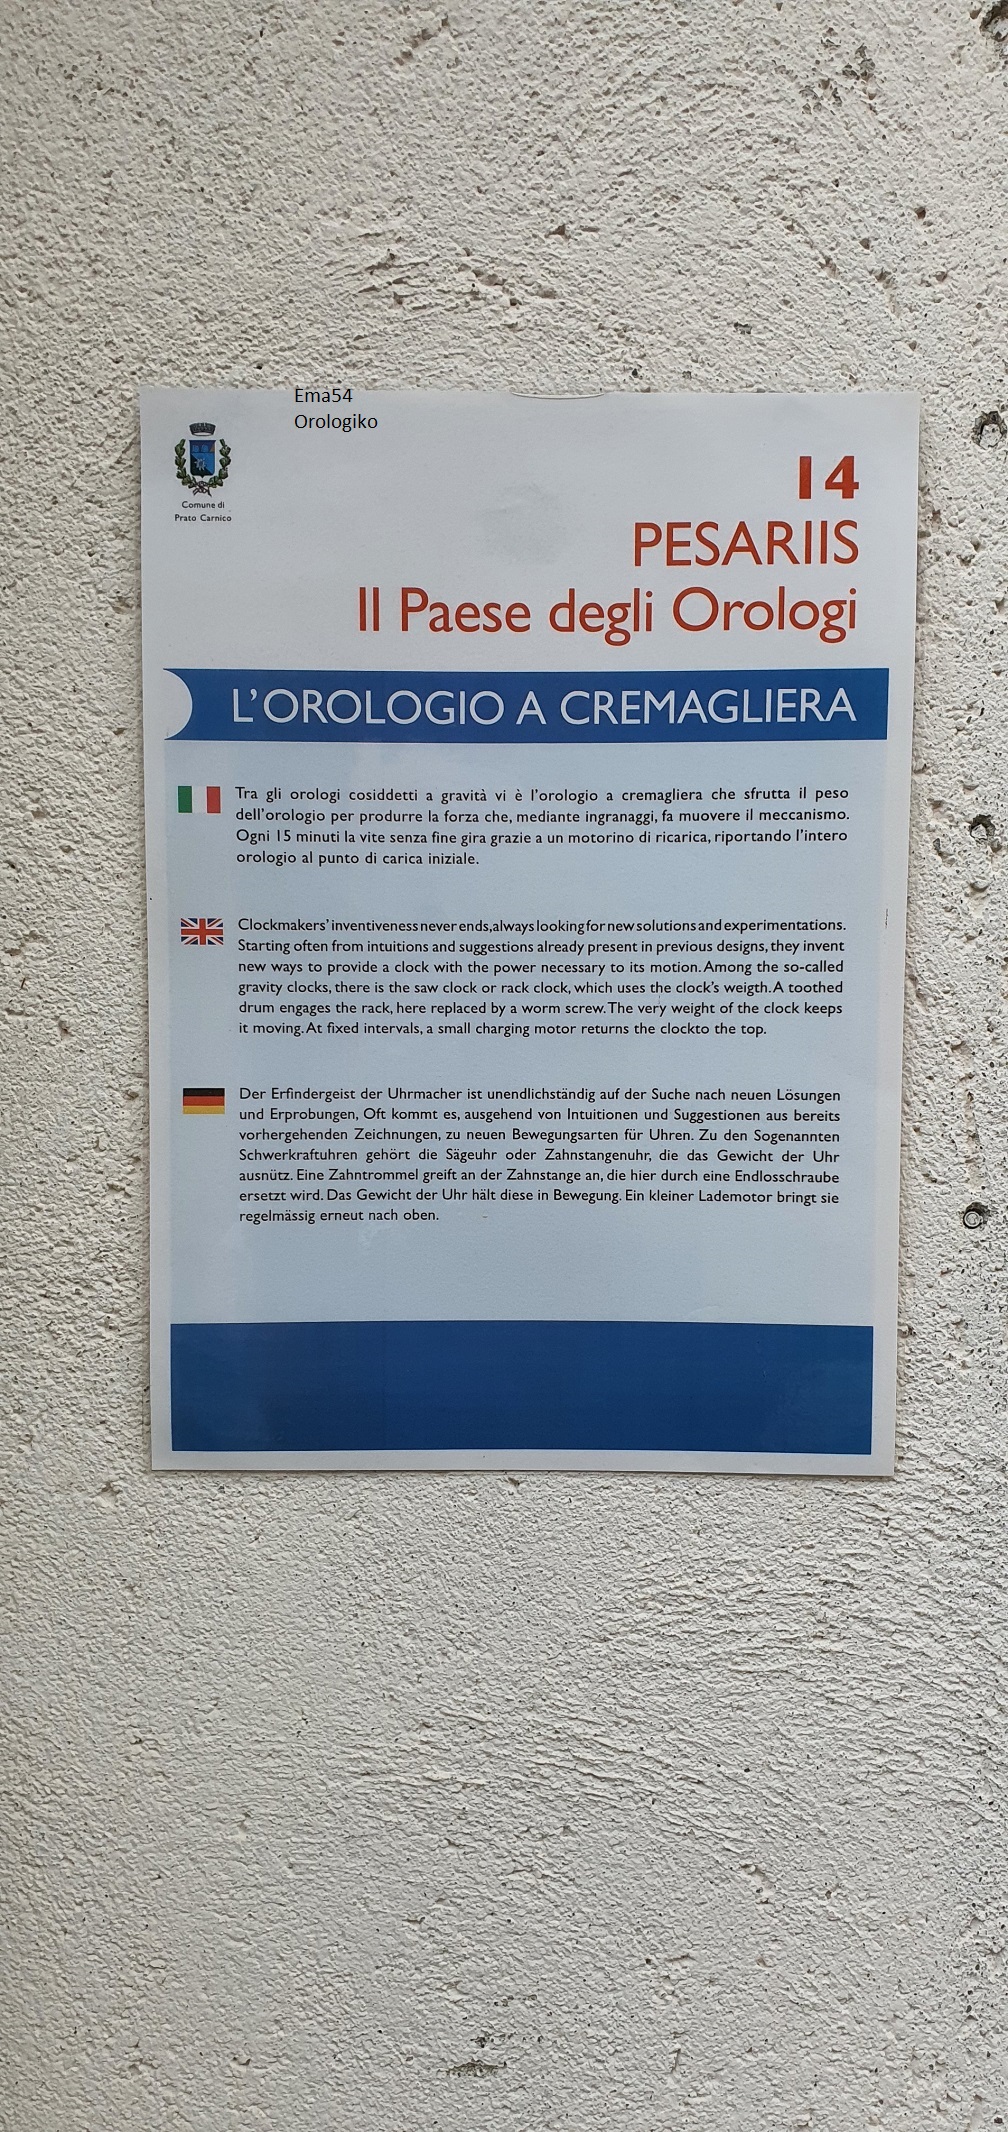 Ema54
Orologiko
Comune di
Prato Carnico
14
PESARIIS
Il Paese degli Orologi
L'OROLOGIO A CREMAGLIERA
Tra gli orologi cosiddetti a gravità vi è l'orologio a cremagliera che sfrutta il peso
dell'orologio per produrre la forza che, mediante ingranaggi, fa muovere il meccanismo.
Ogni 15 minuti la vite senza fine gira grazie a un motorino di ricarica, riportando l'intero
orologio al punto di carica iniziale.
Clockmakers' inventiveness never ends, always looking for new solutions and experimentations.
Starting often from intuitions and suggestions already present in previous designs, they invent
new ways to provide a clock with the power necessary to its motion. Among the so-called
gravity clocks, there is the saw clock or rack clock, which uses the clock's weigth. A toothed
drum engages the rack, here replaced by a worm screw. The very weight of the clock keeps
it moving. At fixed intervals, a small charging motor returns the clockto the top.
Der Erfindergeist der Uhrmacher ist unendlichständig auf der Suche nach neuen Lösungen
und Erprobungen, Oft kommt es, ausgehend von Intuitionen und Suggestionen aus bereits
vorhergehenden Zeichnungen, zu neuen Bewegungsarten für Uhren. Zu den Sogenannten
Schwerkraftuhren gehört die Sägeuhr oder Zahnstangenuhr, die das Gewicht der Uhr
ausnütz. Eine Zahntrommel greift an der Zahnstange an, die hier durch eine Endlosschraube
ersetzt wird. Das Gewicht der Uhr hält diese in Bewegung. Ein kleiner Lademotor bringt sie
regelmässig erneut nach oben.